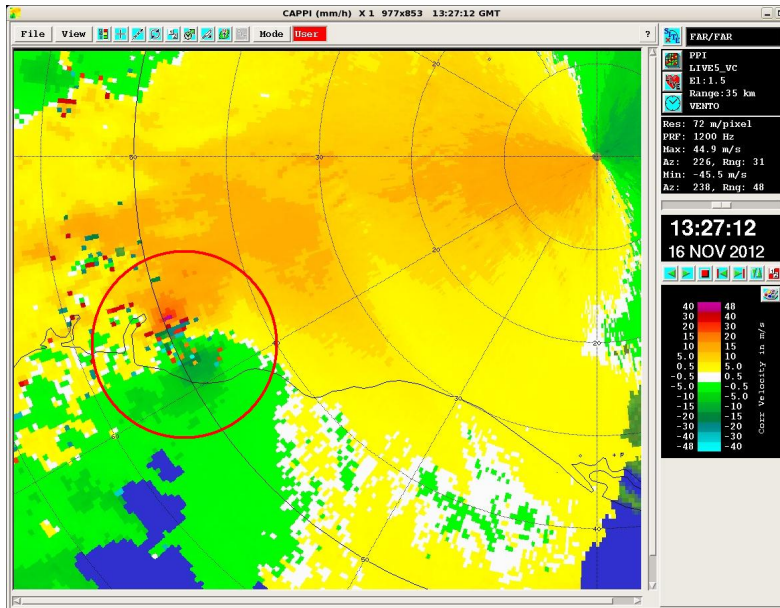 CAPPI (mm/h) X 1 977x853 13:27:12 GMT
File View Mode User ?
FAR/FAR
PPI
LIVE5_VC
El:1.5
Range:35 km
VENTO
Res: 72 m/pixel
PRF: 1200 Hz
Max: 44.9 m/s
Az: 226, Rng: 31
Min: -45.5 m/s
Az: 238, Rng: 48
13:27:12
16 NOV 2012
40 48
30 40
20 30
15 20
10 15
5.0 10
0.5 5.0
-0.5 0.5
-5.0 -0.5
-10 -5.0
-15 -10
-20 -15
-30 -20
-40 -30
-48 -40
Corr Velocity in m/s
20
50
30
20
20
40
30
60
40
50